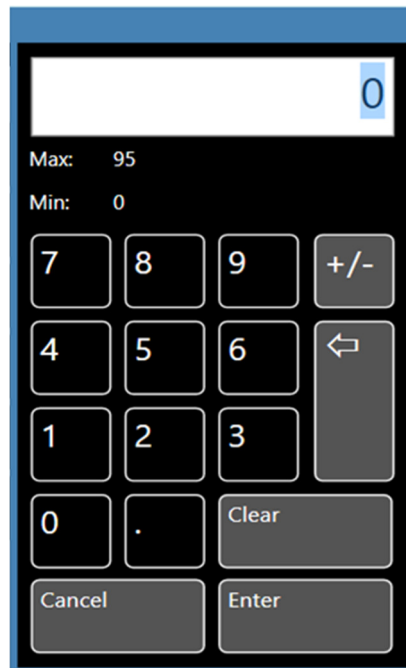 0
Max: 95
Min: 0
7 8 9 +/-
4 5 6 ⇦
1 2 3
0 . Clear
Cancel Enter